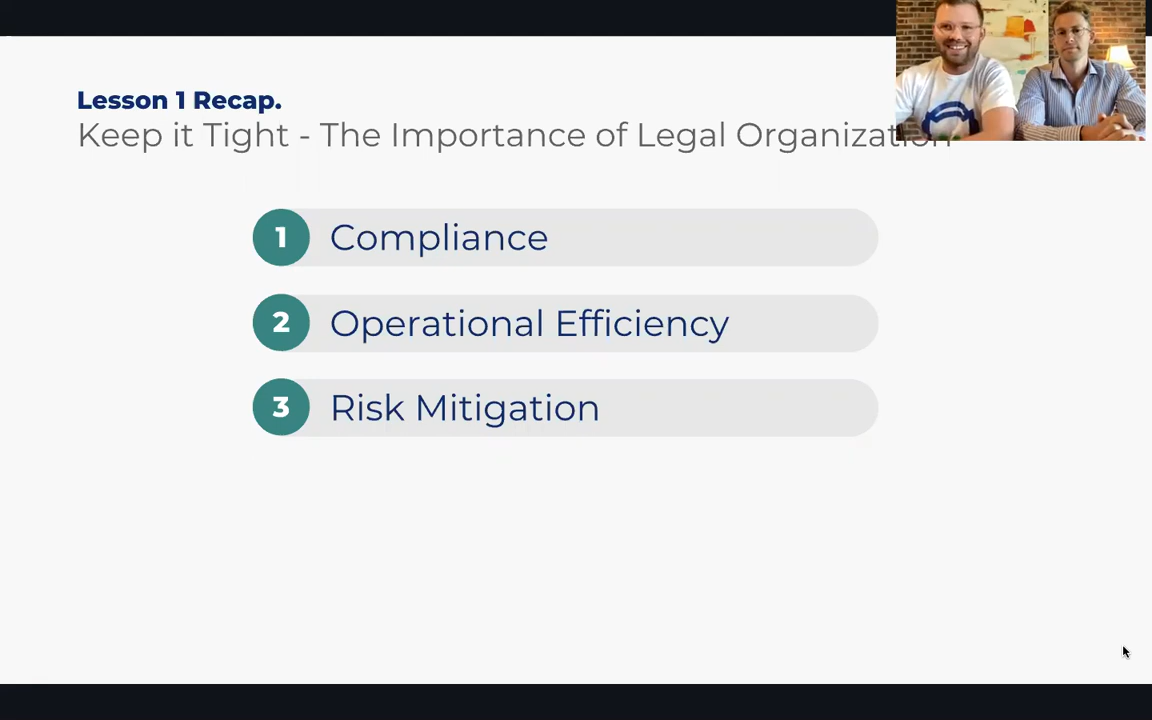 Lesson 1 Recap.
Keep it Tight - The Importance of Legal Organization
1 Compliance
2 Operational Efficiency
3 Risk Mitigation